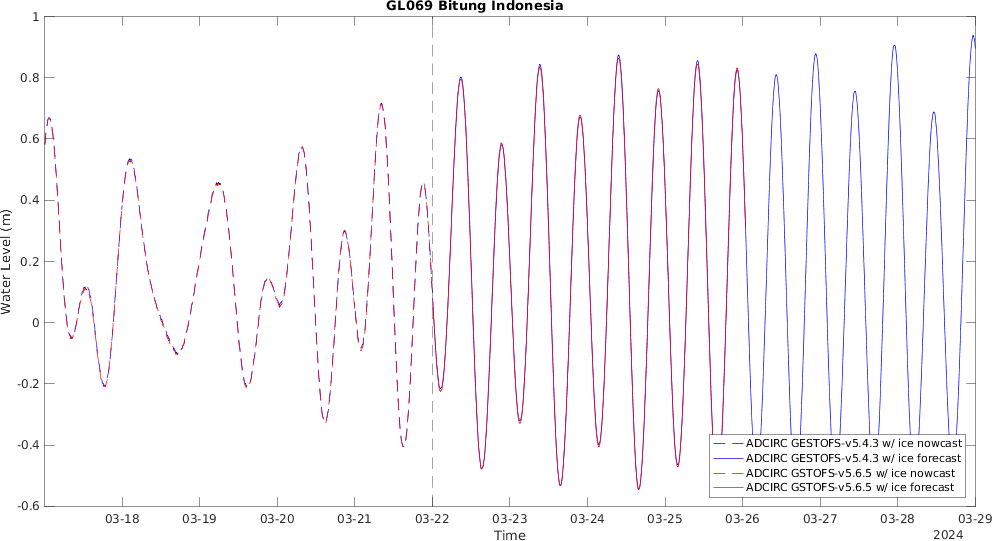 GL069 Bitung Indonesia
1
0.8
0.6
0.4
0.2
0
-0.2
-0.4
-0.6
Water Level (m)
ADCIRC GESTOFS-v5.4.3 w/ ice nowcast
ADCIRC GESTOFS-v5.4.3 w/ ice forecast
ADCIRC GSTOFS-v5.6.5 w/ ice nowcast
ADCIRC GSTOFS-v5.6.5 w/ ice forecast
03-18 03-19 03-20 03-21 03-22 03-23 03-24 03-25 03-26 03-27 03-28 03-29
Time
2024